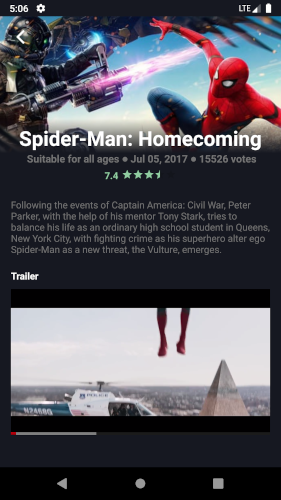 5:06
LTE
Spider-Man: Homecoming
Suitable for all ages ● Jul 05, 2017 ● 15526 votes
7.4
Following the events of Captain America: Civil War, Peter
Parker, with the help of his mentor Tony Stark, tries to
balance his life as an ordinary high school student in Queens,
New York City, with fighting crime as his superhero alter ego
Spider-Man as a new threat, the Vulture, emerges.
Trailer
POLICE